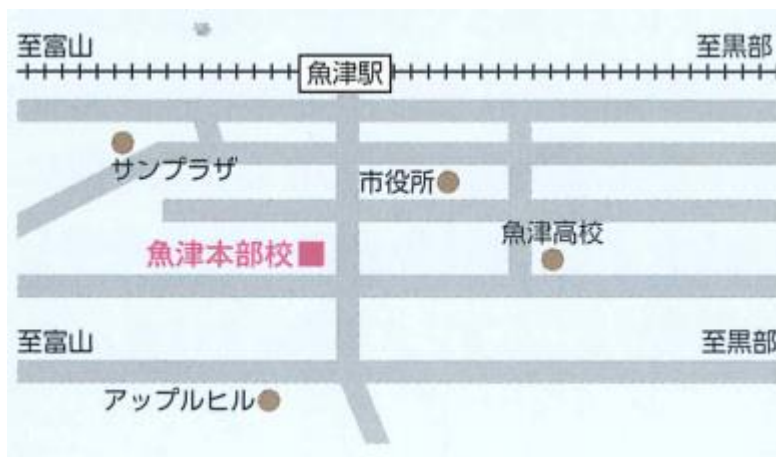 至富山
至黒部
魚津駅
サンプラザ
市役所
魚津高校
魚津本部校
至富山
至黒部
アップルヒル